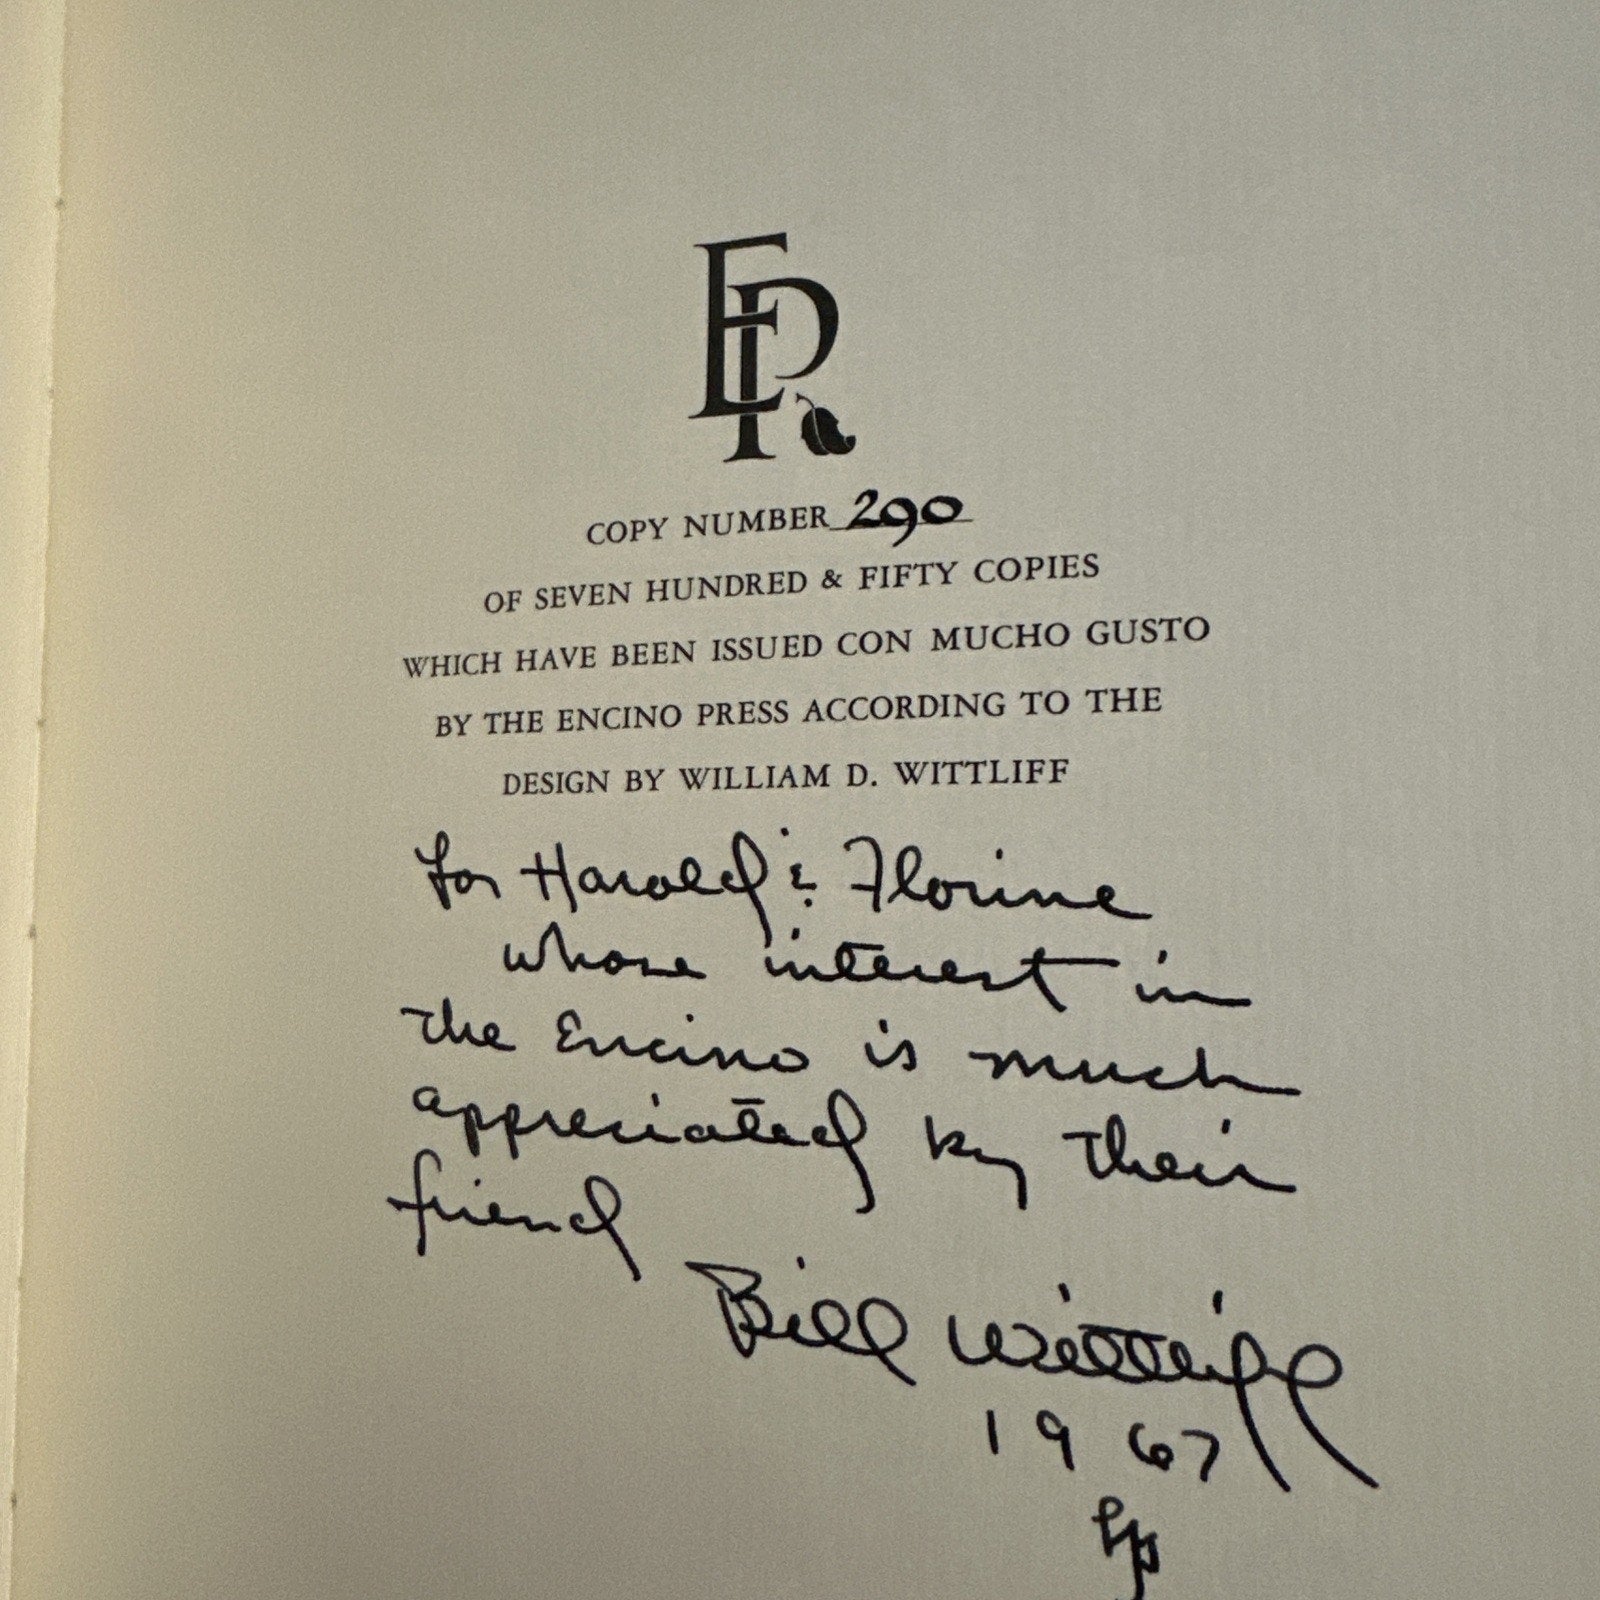 EP
COPY NUMBER 290
OF SEVEN HUNDRED & FIFTY COPIES
WHICH HAVE BEEN ISSUED CON MUCHO GUSTO
BY THE ENCINO PRESS ACCORDING TO THE
DESIGN BY WILLIAM D. WITTLIFF
for Harold & Florine
whose interest in
the Encino is much
appreciated by their
friend
Bill Wittliff
1967